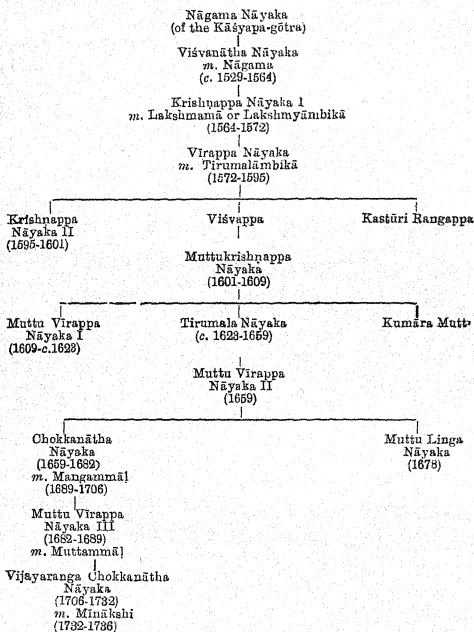 Nāgama Nāyaka
(of the Kāśyapa-gōtra)
Viśvanātha Nāyaka
m. Nāgama
(c. 1529-1564)
Krishṇappa Nāyaka I
m. Lakshmamā or Lakshmyāmbikā
(1564-1572)
Vīrappa Nāyaka
m. Tirumalāmbikā
(1572-1595)
Krishṇappa
Nāyaka II
(1595-1601)
Viśvappa
Kastūri Rangappa
Muttukrishṇappa
Nāyaka
(1601-1609)
Muttu Vīrappa
Nāyaka I
(1609-c.1623)
Tirumala Nāyaka
(c. 1623-1659)
Kumāra Muttu
Muttu Vīrappa
Nāyaka II
(1659)
Chokkanātha
Nāyaka
(1659-1682)
m. Mangammāḷ
(1689-1706)
Muttu Linga
Nāyaka
(1678)
Muttu Vīrappa
Nāyaka III
(1682-1689)
m. Muttammāḷ
Vijayaranga Chokkanātha
Nāyaka
(1706-1732)
m. Mīnākshi
(1732-1736)